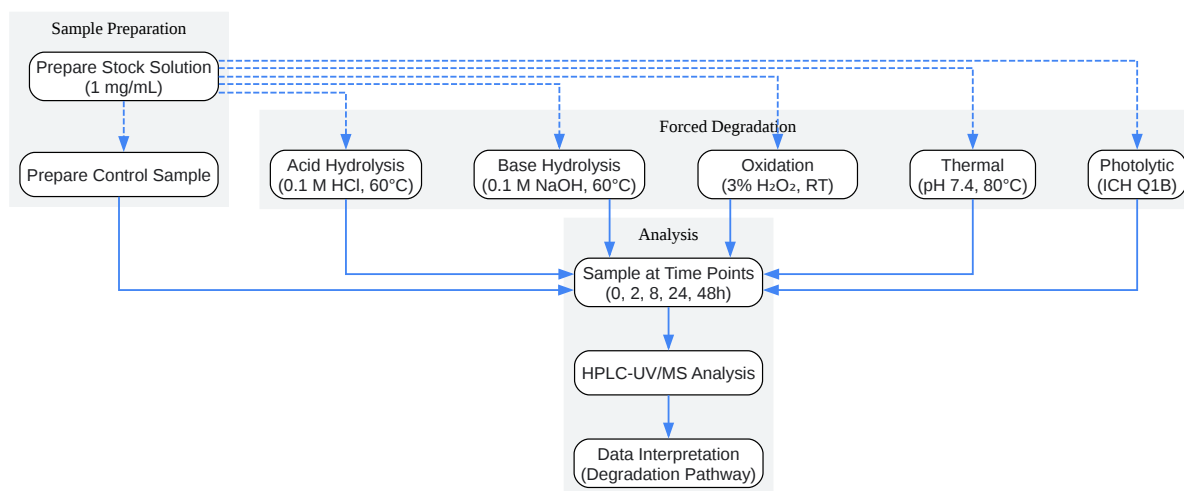 Sample Preparation
Prepare Stock Solution
(1 mg/mL)
Prepare Control Sample
Forced Degradation
Acid Hydrolysis
(0.1 M HCl, 60°C)
Base Hydrolysis
(0.1 M NaOH, 60°C)
Oxidation
(3% H₂O₂, RT)
Thermal
(pH 7.4, 80°C)
Photolytic
(ICH Q1B)
Analysis
Sample at Time Points
(0, 2, 8, 24, 48h)
HPLC-UV/MS Analysis
Data Interpretation
(Degradation Pathway)